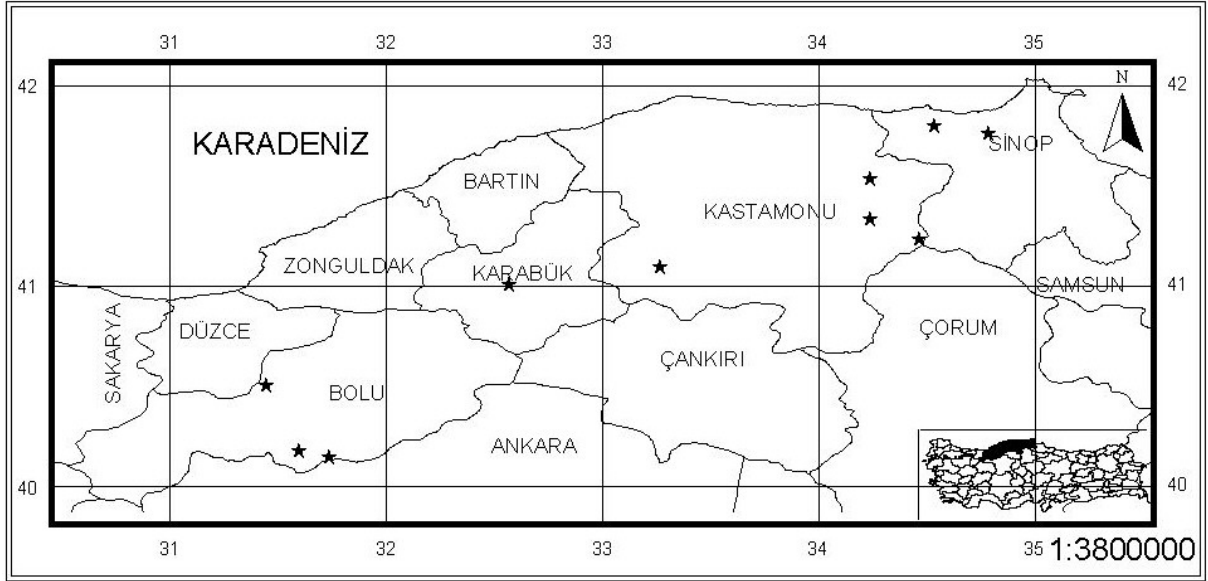 31 32 33 34 35
42 N 42
KARADENİZ
SİNOP
BARTIN
KASTAMONU
ZONGULDAK
KARABÜK
41 SAMSUN 41
DÜZCE
ÇORUM
SAKARYA
ÇANKIRI
BOLU
ANKARA
40 40
31 32 33 34 35 1:3800000